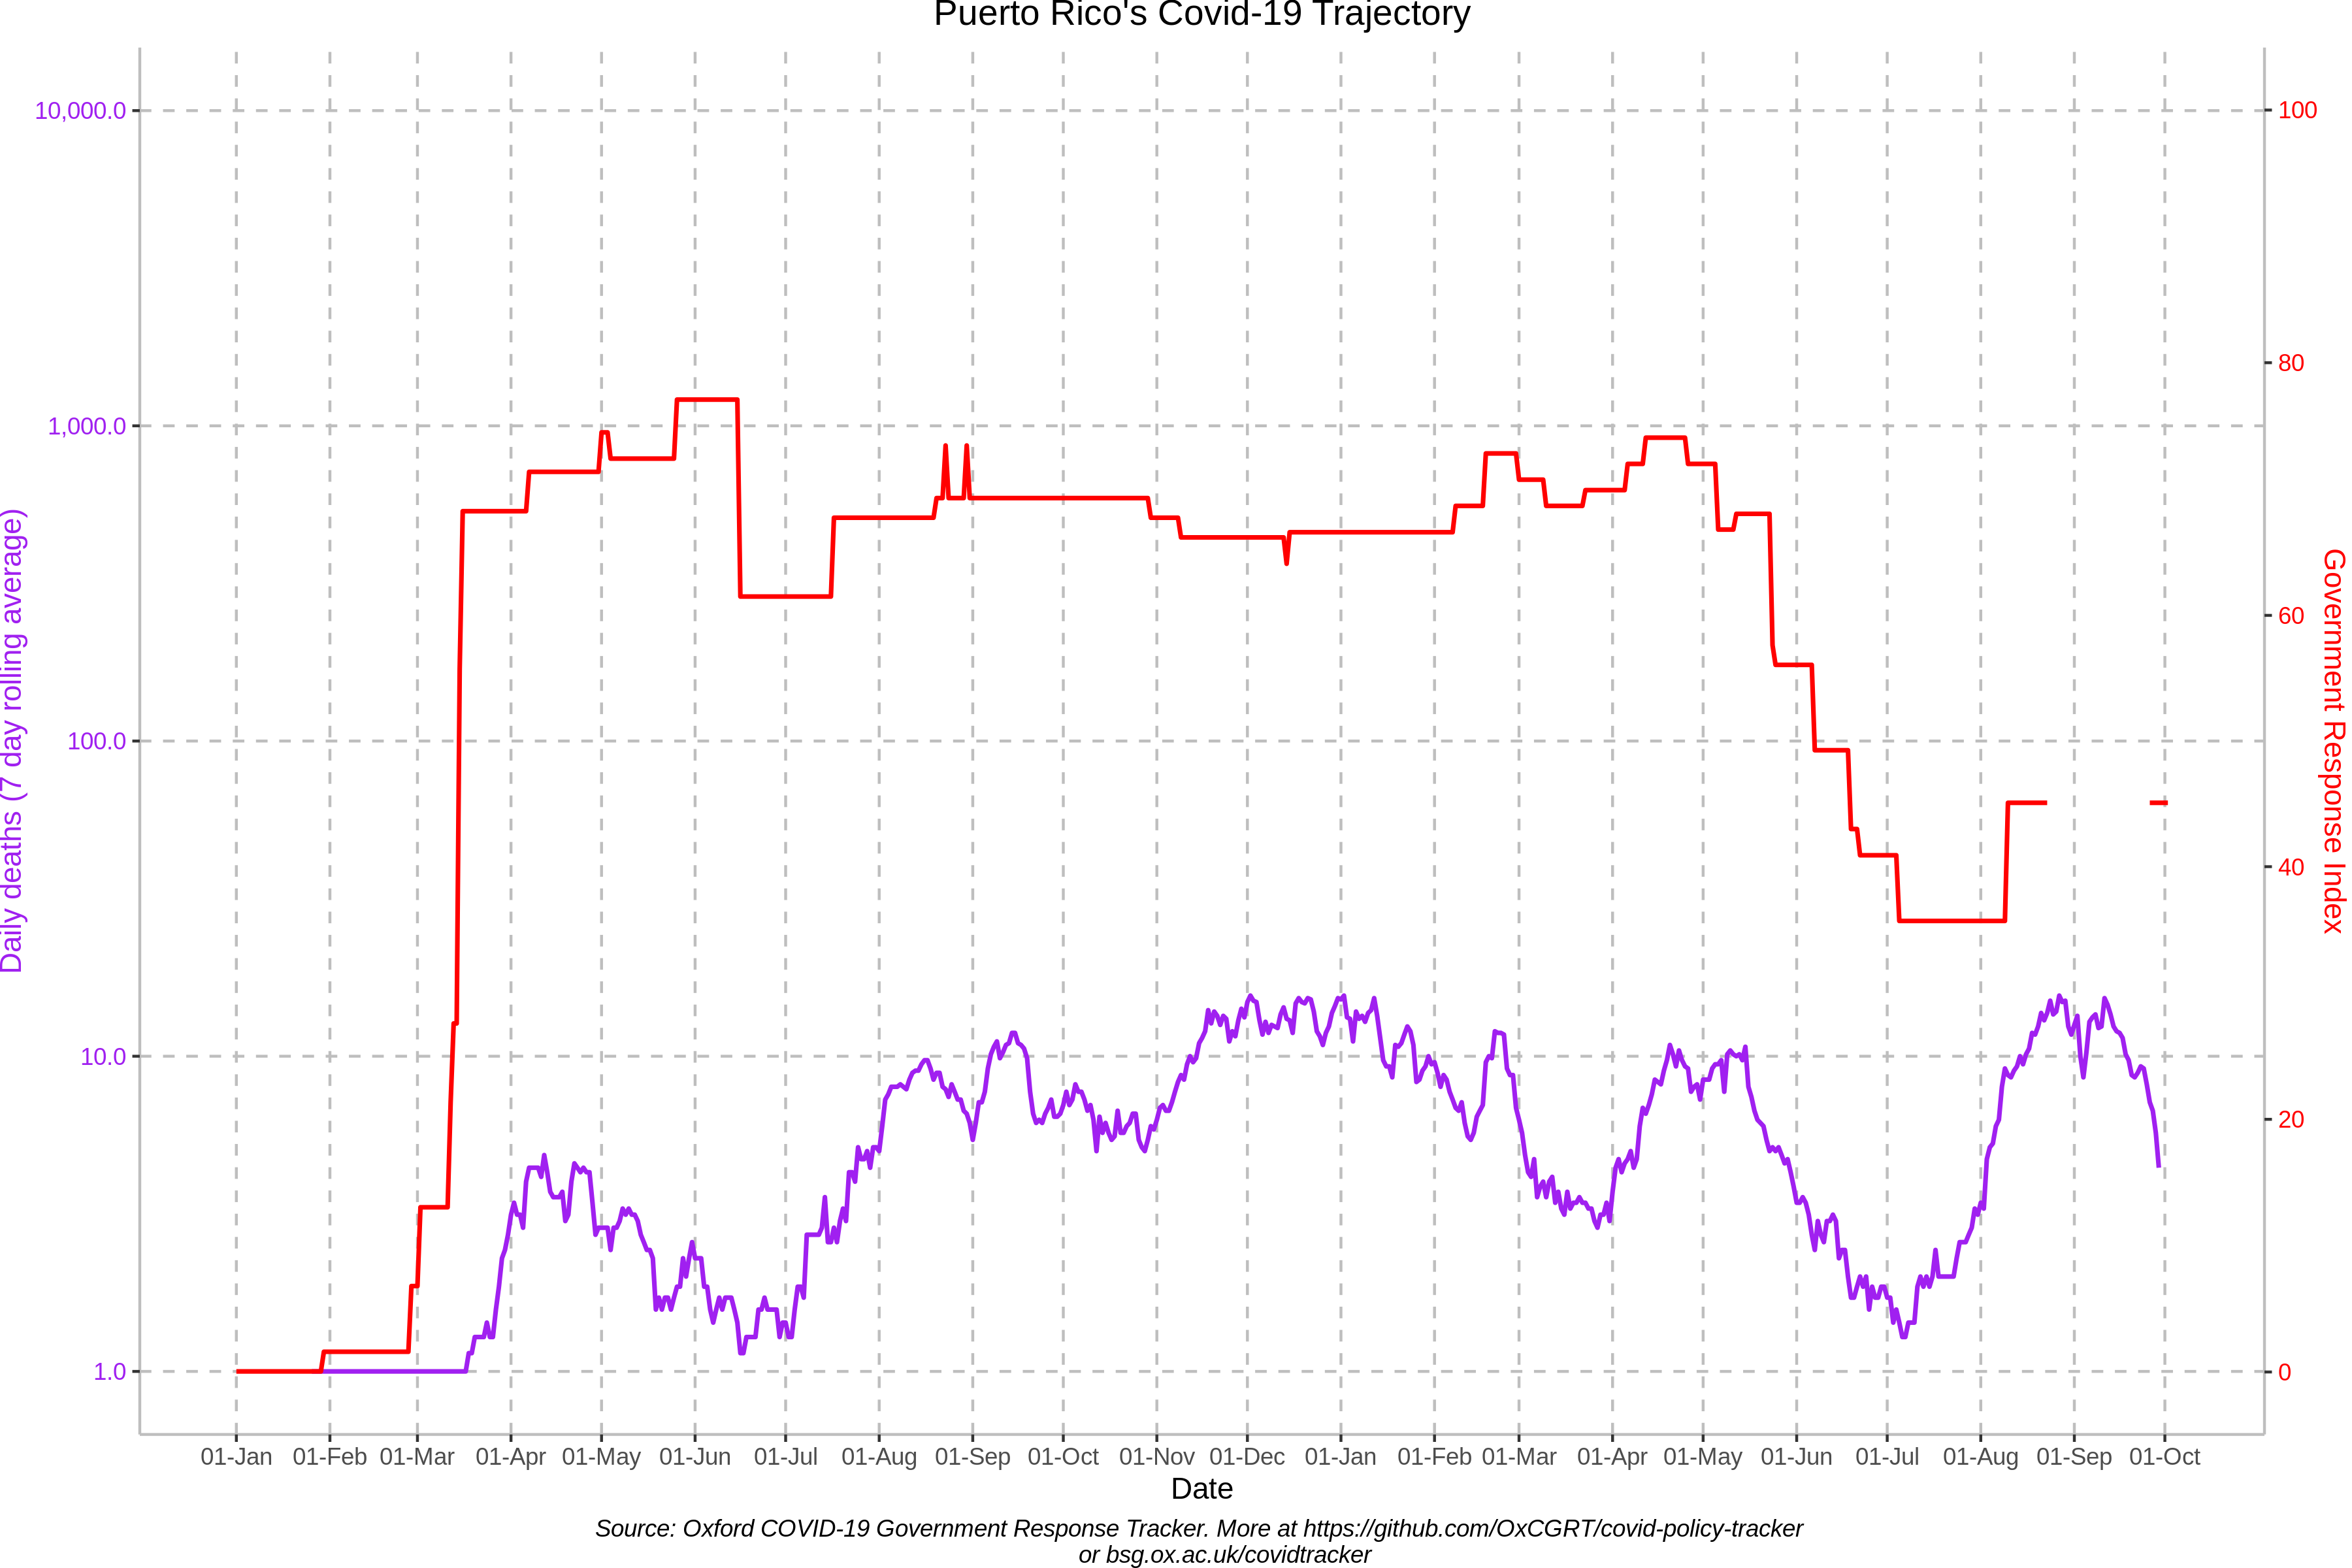 Puerto Rico's Covid-19 Trajectory
10,000.0
1,000.0
100.0
10.0
1.0
Daily deaths (7 day rolling average)
100
80
60
40
20
0
Government Response Index
01-Jan 01-Feb 01-Mar 01-Apr 01-May 01-Jun 01-Jul 01-Aug 01-Sep 01-Oct 01-Nov 01-Dec 01-Jan 01-Feb 01-Mar 01-Apr 01-May 01-Jun 01-Jul 01-Aug 01-Sep 01-Oct
Date
Source: Oxford COVID-19 Government Response Tracker. More at https://github.com/OxCGRT/covid-policy-tracker
or bsg.ox.ac.uk/covidtracker